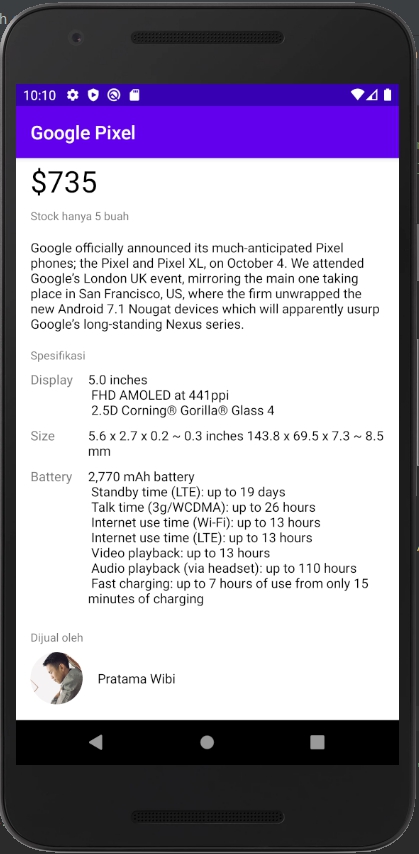 h
10:10
Google Pixel
$735
Stock hanya 5 buah
Google officially announced its much-anticipated Pixel
phones; the Pixel and Pixel XL, on October 4. We attended
Google's London UK event, mirroring the main one taking
place in San Francisco, US, where the firm unwrapped the
new Android 7.1 Nougat devices which will apparently usurp
Google's long-standing Nexus series.
Spesifikasi
Display 5.0 inches
FHD AMOLED at 441ppi
2.5D Corning® Gorilla® Glass 4
Size 5.6 x 2.7 x 0.2 ~ 0.3 inches 143.8 x 69.5 x 7.3 ~ 8.5
mm
Battery 2,770 mAh battery
Standby time (LTE): up to 19 days
Talk time (3g/WCDMA): up to 26 hours
Internet use time (Wi-Fi): up to 13 hours
Internet use time (LTE): up to 13 hours
Video playback: up to 13 hours
Audio playback (via headset): up to 110 hours
Fast charging: up to 7 hours of use from only 15
minutes of charging
Dijual oleh
Pratama Wibi